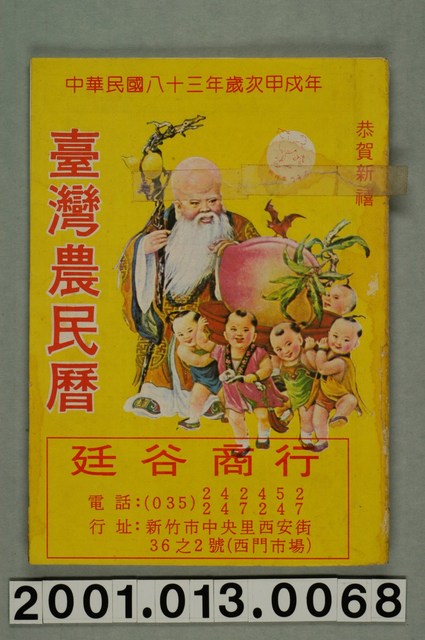 中華民國八十三年歲次甲戌年
恭賀新禧
臺灣農民曆
廷谷商行
電話:(035) 242452
247247
行址:新竹市中央里西安街
36之2號(西門市場)
2001.013.0068